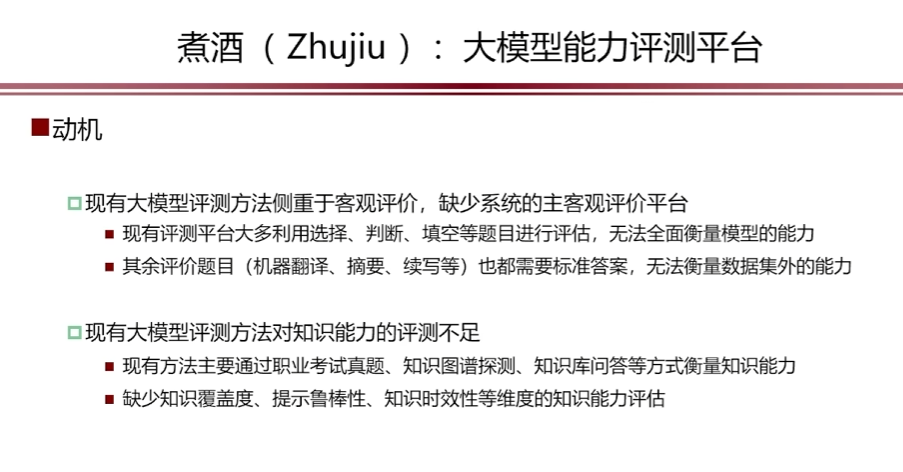 煮酒（Zhujiu）：大模型能力评测平台
动机
现有大模型评测方法侧重于客观评价，缺少系统的主客观评价平台
现有评测平台大多利用选择、判断、填空等题目进行评估，无法全面衡量模型的能力
其余评价题目（机器翻译、摘要、续写等）也都需要标准答案，无法衡量数据集外的能力
现有大模型评测方法对知识能力的评测不足
现有方法主要通过职业考试真题、知识图谱探测、知识库问答等方式衡量知识能力
缺少知识覆盖度、提示鲁棒性、知识时效性等维度的知识能力评估